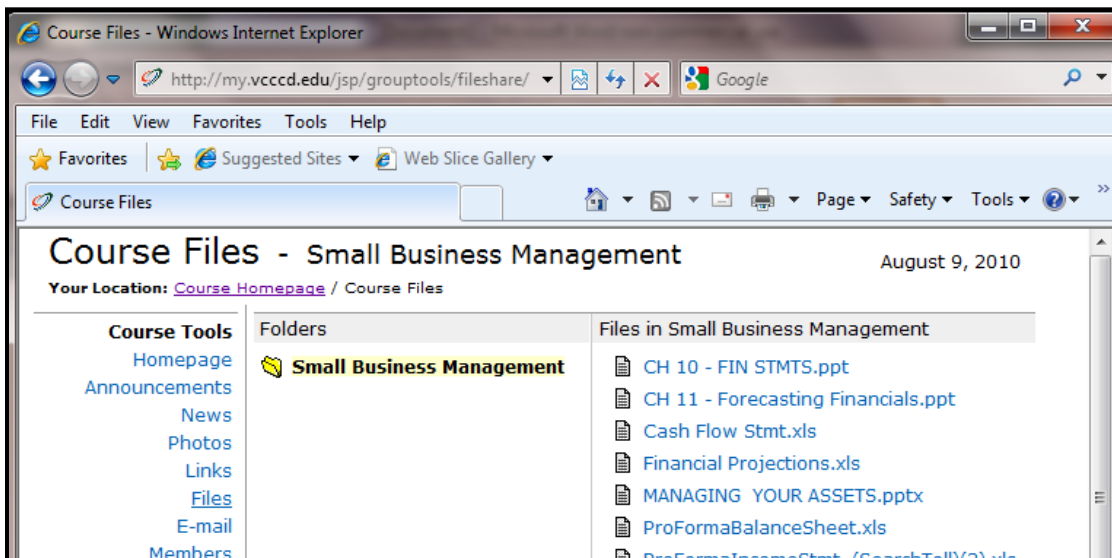 Course Files - Windows Internet Explorer
http://my.vcccd.edu/jsp/grouptools/fileshare/ Google
File Edit View Favorites Tools Help
Favorites Suggested Sites Web Slice Gallery
Course Files Page Safety Tools
Course Files - Small Business Management
August 9, 2010
Your Location: Course Homepage / Course Files
Course Tools
Homepage
Announcements
News
Photos
Links
Files
E-mail
Members
Folders
Small Business Management
Files in Small Business Management
CH 10 - FIN STMTS.ppt
CH 11 - Forecasting Financials.ppt
Cash Flow Stmt.xls
Financial Projections.xls
MANAGING YOUR ASSETS.pptx
ProFormaBalanceSheet.xls